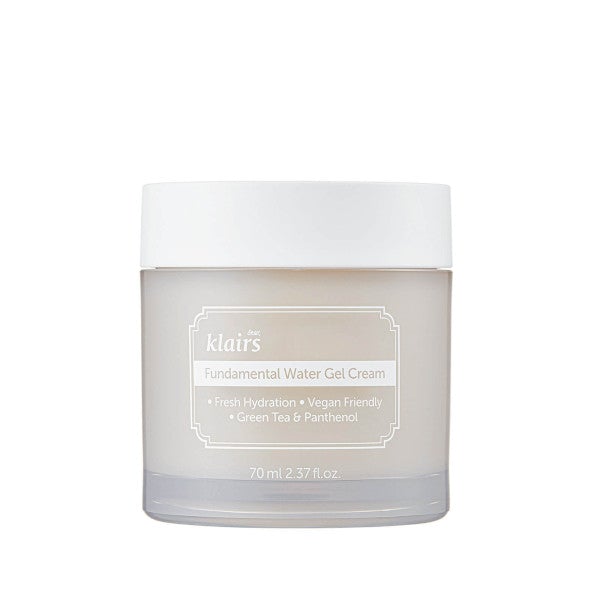 dear,
klairs
Fundamental Water Gel Cream
• Fresh Hydration • Vegan Friendly
• Green Tea & Panthenol
70 ml 2.37 fl.oz.